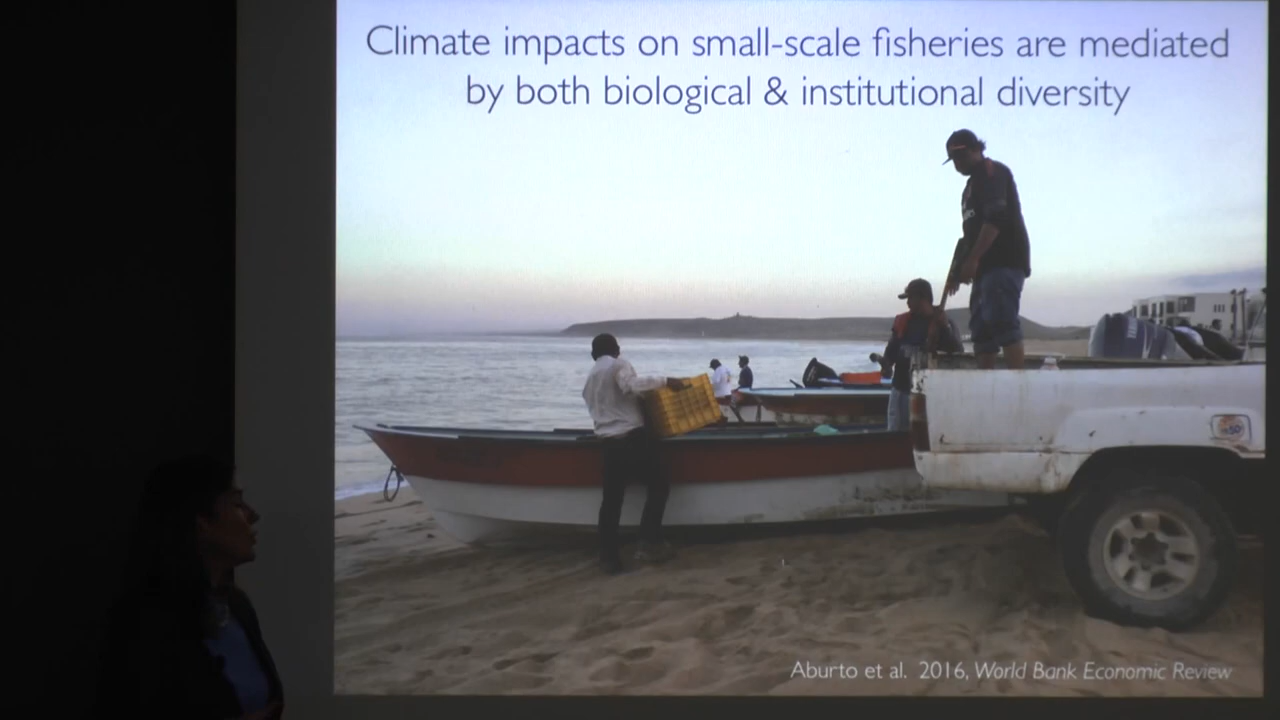 Climate impacts on small-scale fisheries are mediated
by both biological & institutional diversity
Aburto et al. 2016, World Bank Economic Review